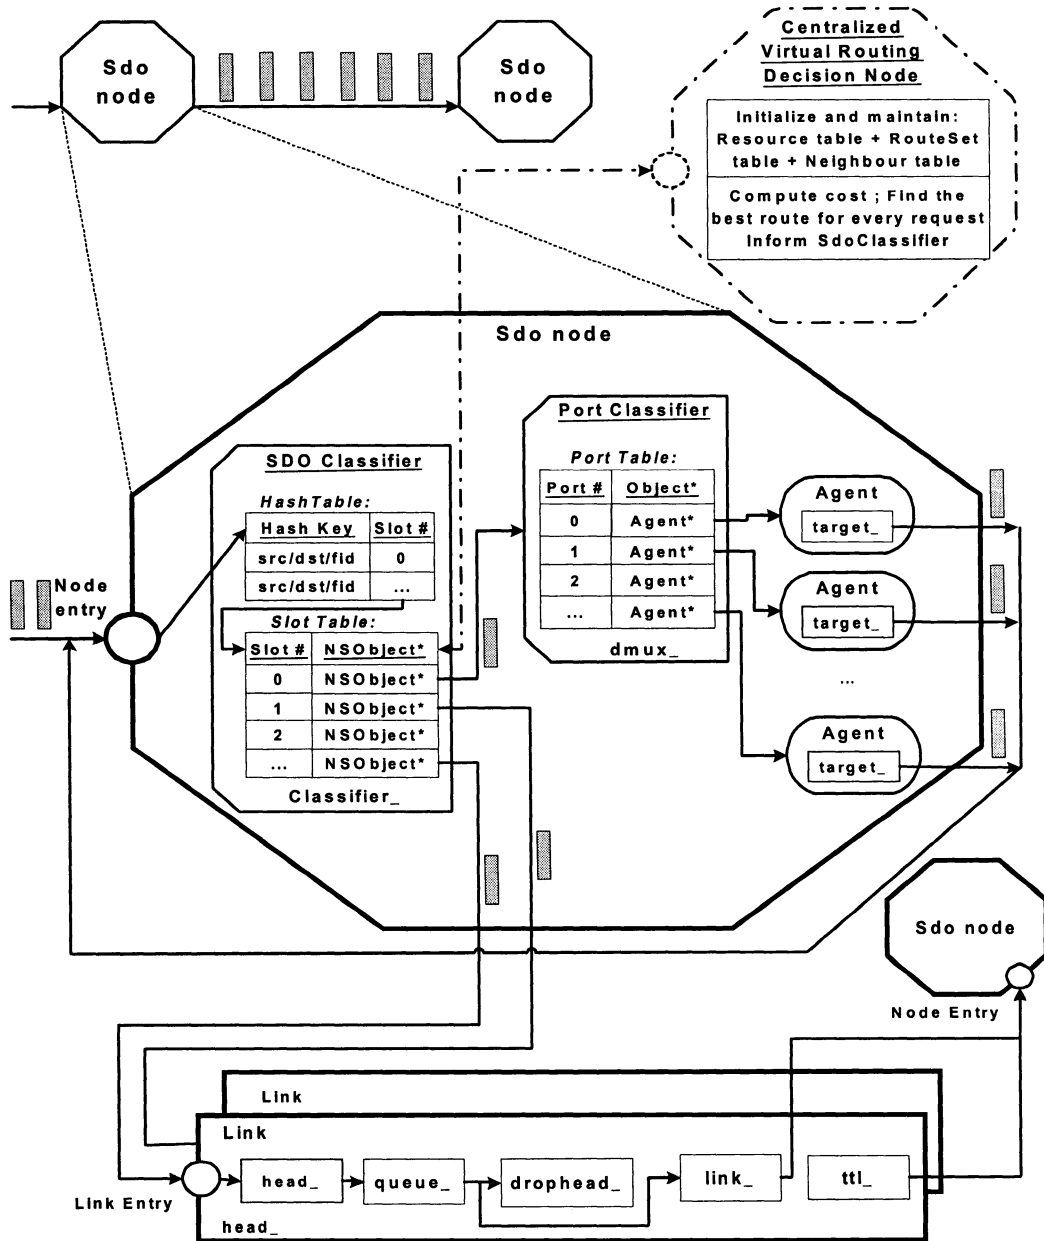 Sdo
node
Sdo
node
Centralized
Virtual Routing
Decision Node
Initialize and maintain:
Resource table + RouteSet
table + Neighbour table
Compute cost ; Find the
best route for every request
Inform SdoClassifier
Sdo node
SDO Classifier
HashTable:
Hash Key Slot #
src/dst/fid 0
src/dst/fid ...
Slot Table:
Slot # NSObject*
0 NSObject*
1 NSObject*
2 NSObject*
... NSObject*
Classifier_
Port Classifier
Port Table:
Port # Object*
0 Agent*
1 Agent*
2 Agent*
... Agent*
dmux_
Agent
target_
Agent
target_
...
Agent
target_
Node
entry
Sdo node
Node Entry
Link
Link
head_
queue_
drophead_
link_
ttl_
Link Entry
head_